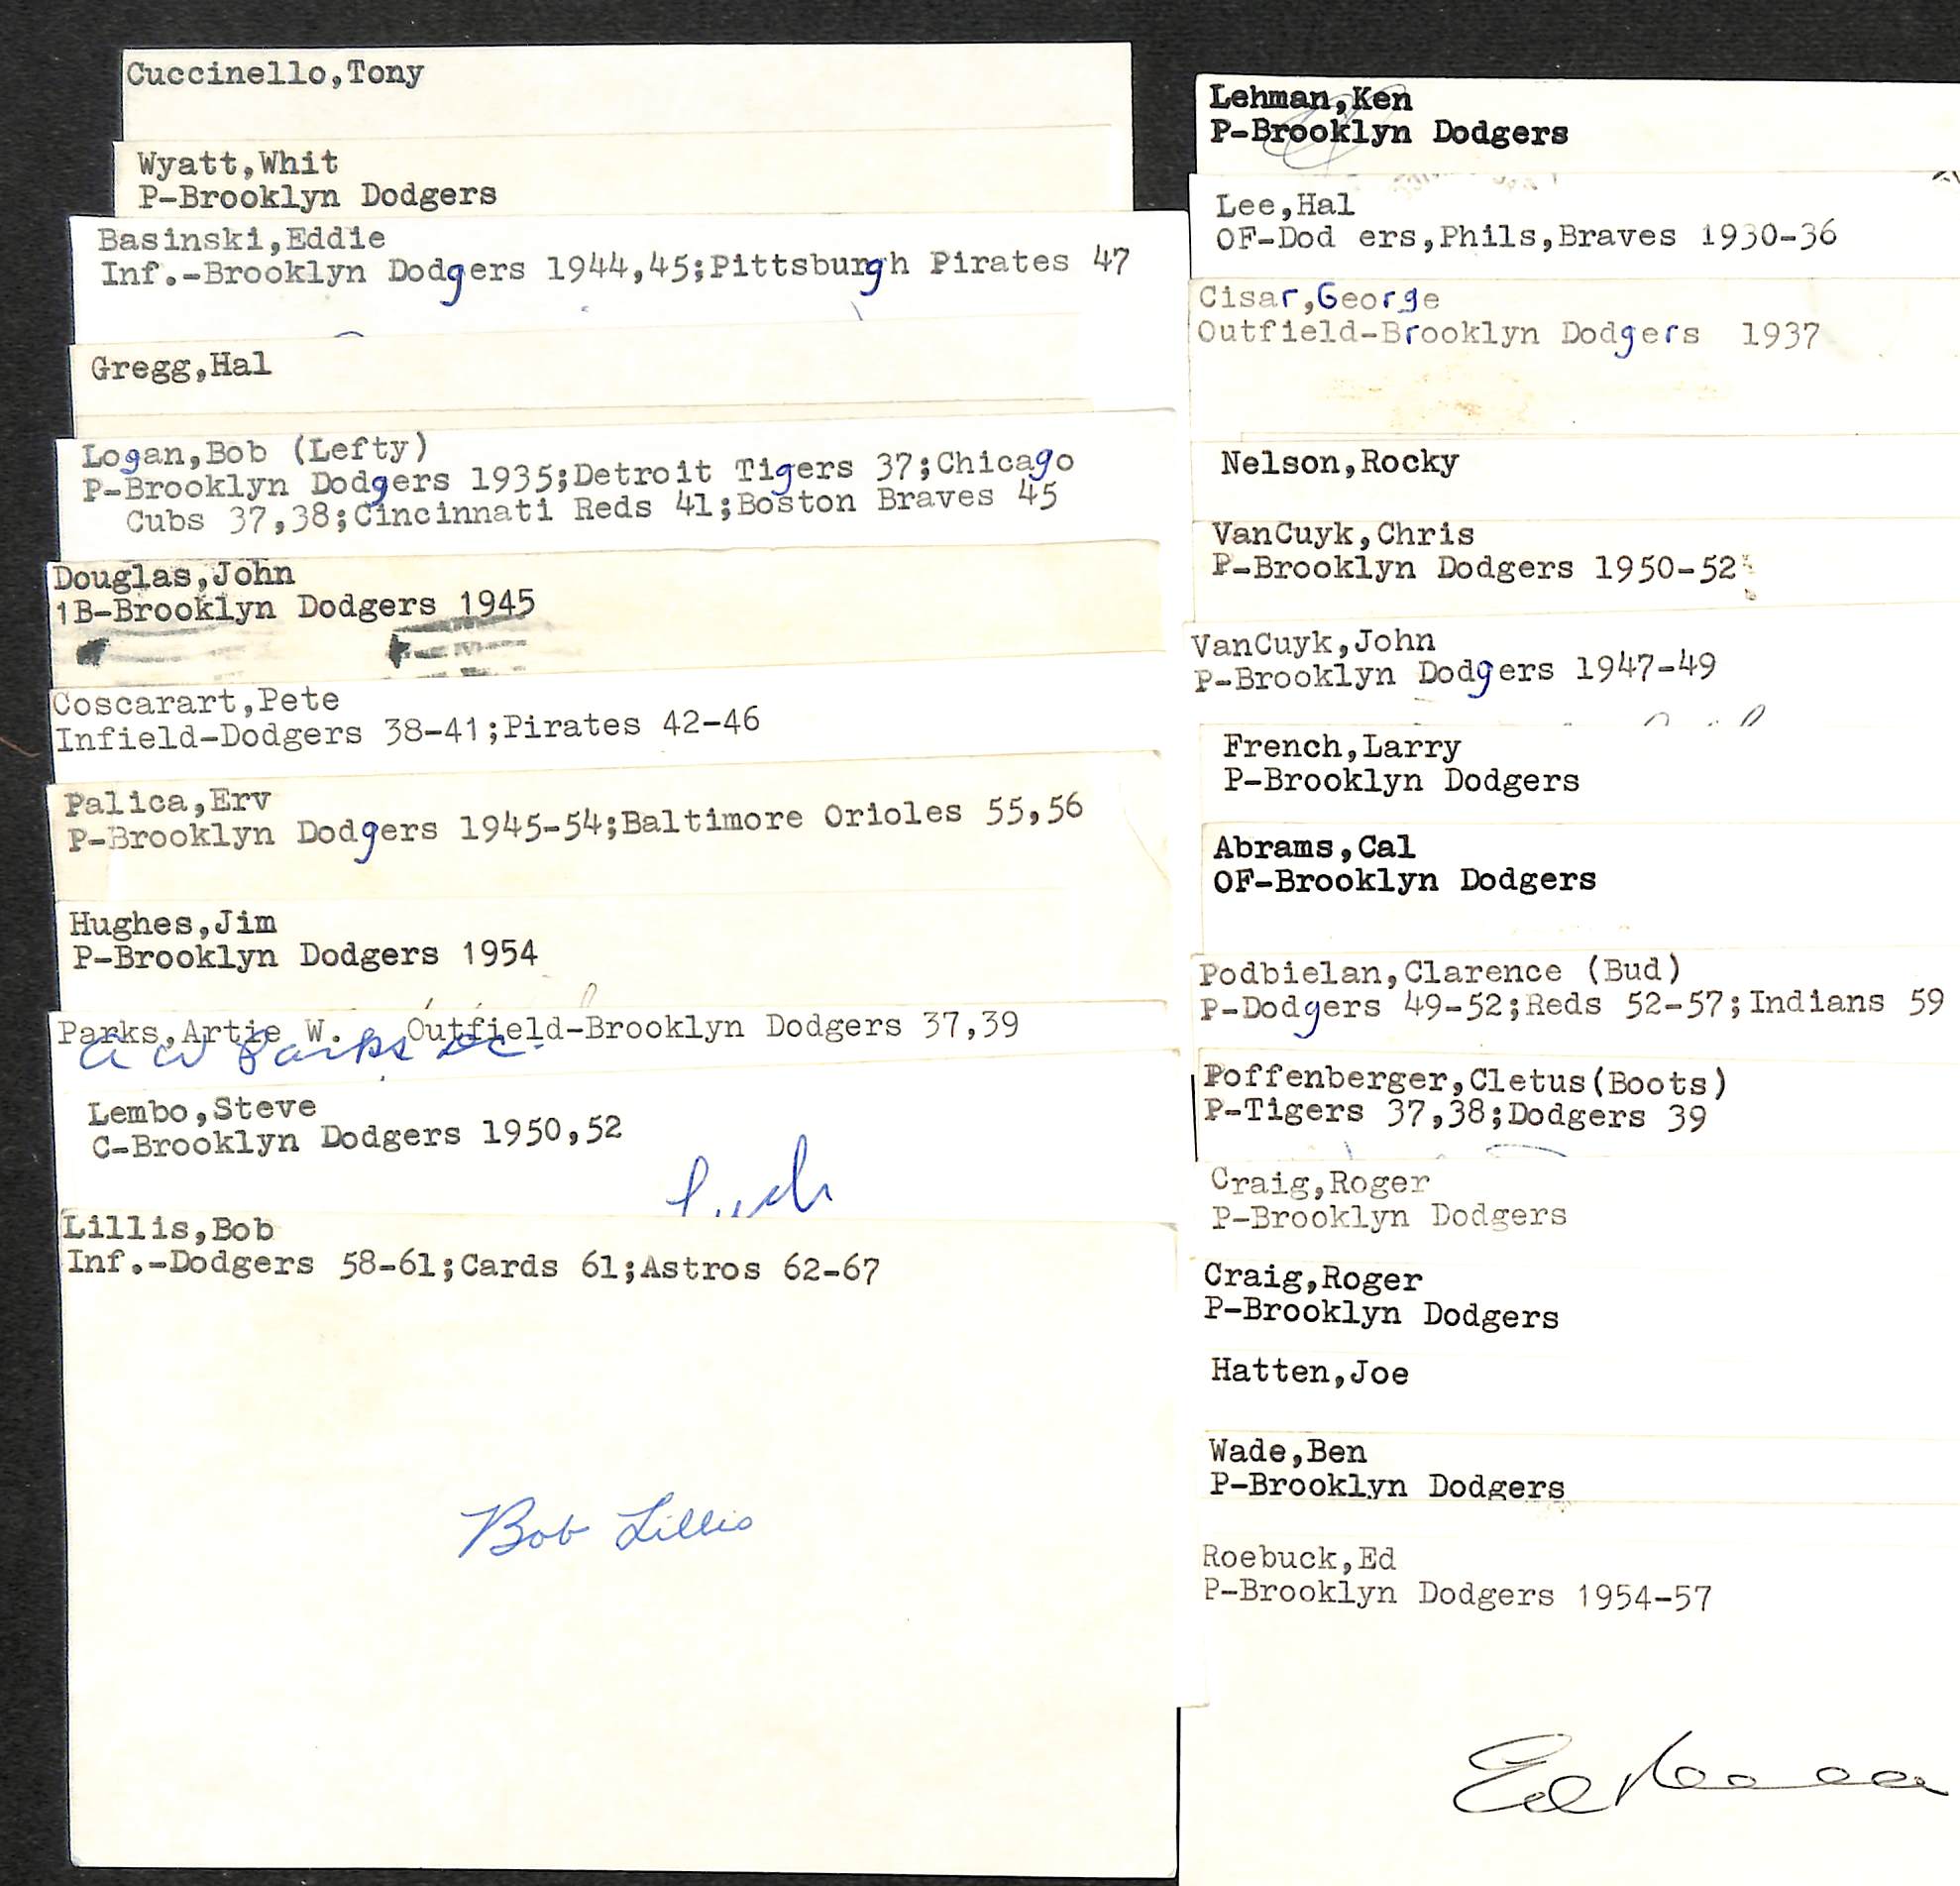 Cuccinello,Tony
Wyatt,Whit
P-Brooklyn Dodgers
Basinski,Eddie
Inf.-Brooklyn Dodgers 1944,45;Pittsburgh Pirates 47
Gregg,Hal
Logan,Bob (Lefty)
P-Brooklyn Dodgers 1935;Detroit Tigers 37;Chicago
Cubs 37,38;Cincinnati Reds 41;Boston Braves 45
Douglas,John
1B-Brooklyn Dodgers 1945
Coscarart,Pete
Infield-Dodgers 38-41;Pirates 42-46
Palica,Erv
P-Brooklyn Dodgers 1945-54;Baltimore Orioles 55,56
Hughes,Jim
P-Brooklyn Dodgers 1954
Parks,Artie W. Outfield-Brooklyn Dodgers 37,39
A W Parks
Lembo,Steve
C-Brooklyn Dodgers 1950,52
Lillis,Bob
Inf.-Dodgers 58-61;Cards 61;Astros 62-67
Bob Lillis
Lehman,Ken
P-Brooklyn Dodgers
Lee,Hal
OF-Dod ers,Phils,Braves 1930-36
Cisar,George
Outfield-Brooklyn Dodgers 1937
Nelson,Rocky
VanCuyk,Chris
P-Brooklyn Dodgers 1950-52
VanCuyk,John
P-Brooklyn Dodgers 1947-49
French,Larry
P-Brooklyn Dodgers
Abrams,Cal
OF-Brooklyn Dodgers
Podbielan,Clarence (Bud)
P-Dodgers 49-52;Reds 52-57;Indians 59
Poffenberger,Cletus(Boots)
P-Tigers 37,38;Dodgers 39
Craig,Roger
P-Brooklyn Dodgers
Craig,Roger
P-Brooklyn Dodgers
Hatten,Joe
Wade,Ben
P-Brooklyn Dodgers
Roebuck,Ed
P-Brooklyn Dodgers 1954-57
Ed